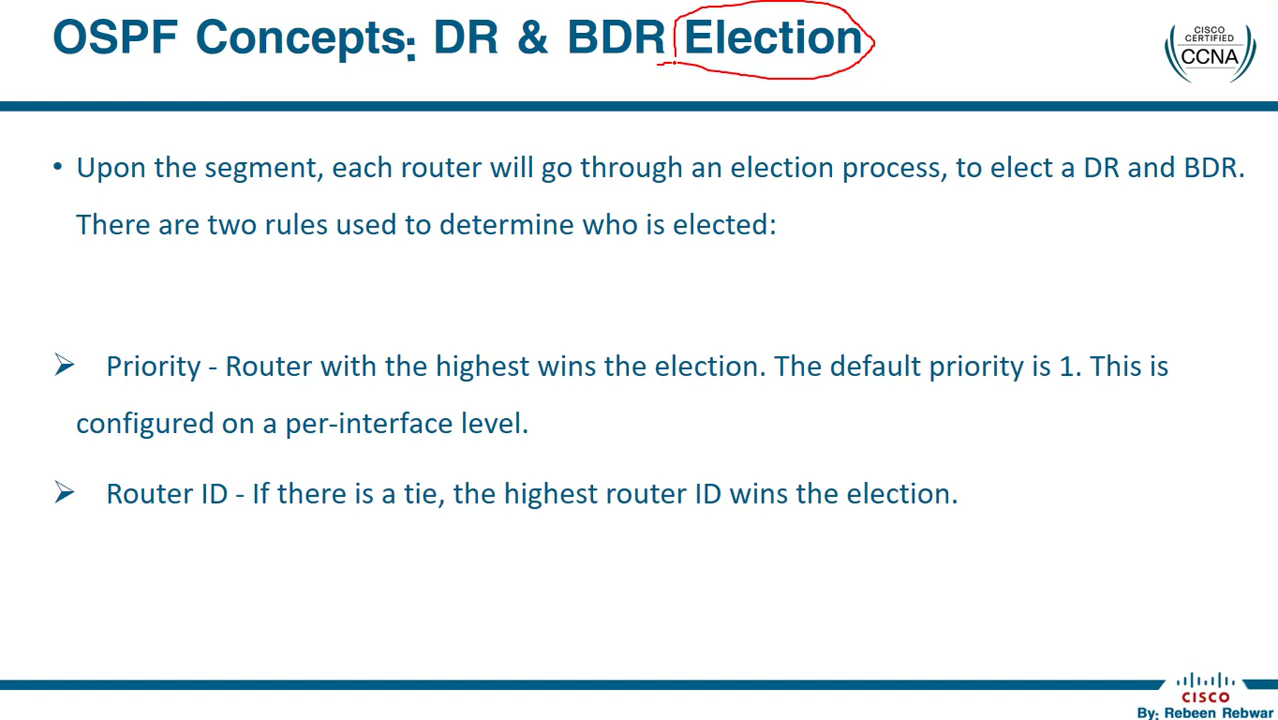 OSPF Concepts: DR & BDR Election
CISCO
CERTIFIED
CCNA
• Upon the segment, each router will go through an election process, to elect a DR and BDR.
There are two rules used to determine who is elected:
➢ Priority - Router with the highest wins the election. The default priority is 1. This is
configured on a per-interface level.
➢ Router ID - If there is a tie, the highest router ID wins the election.
CISCO
By: Rebeen Rebwar